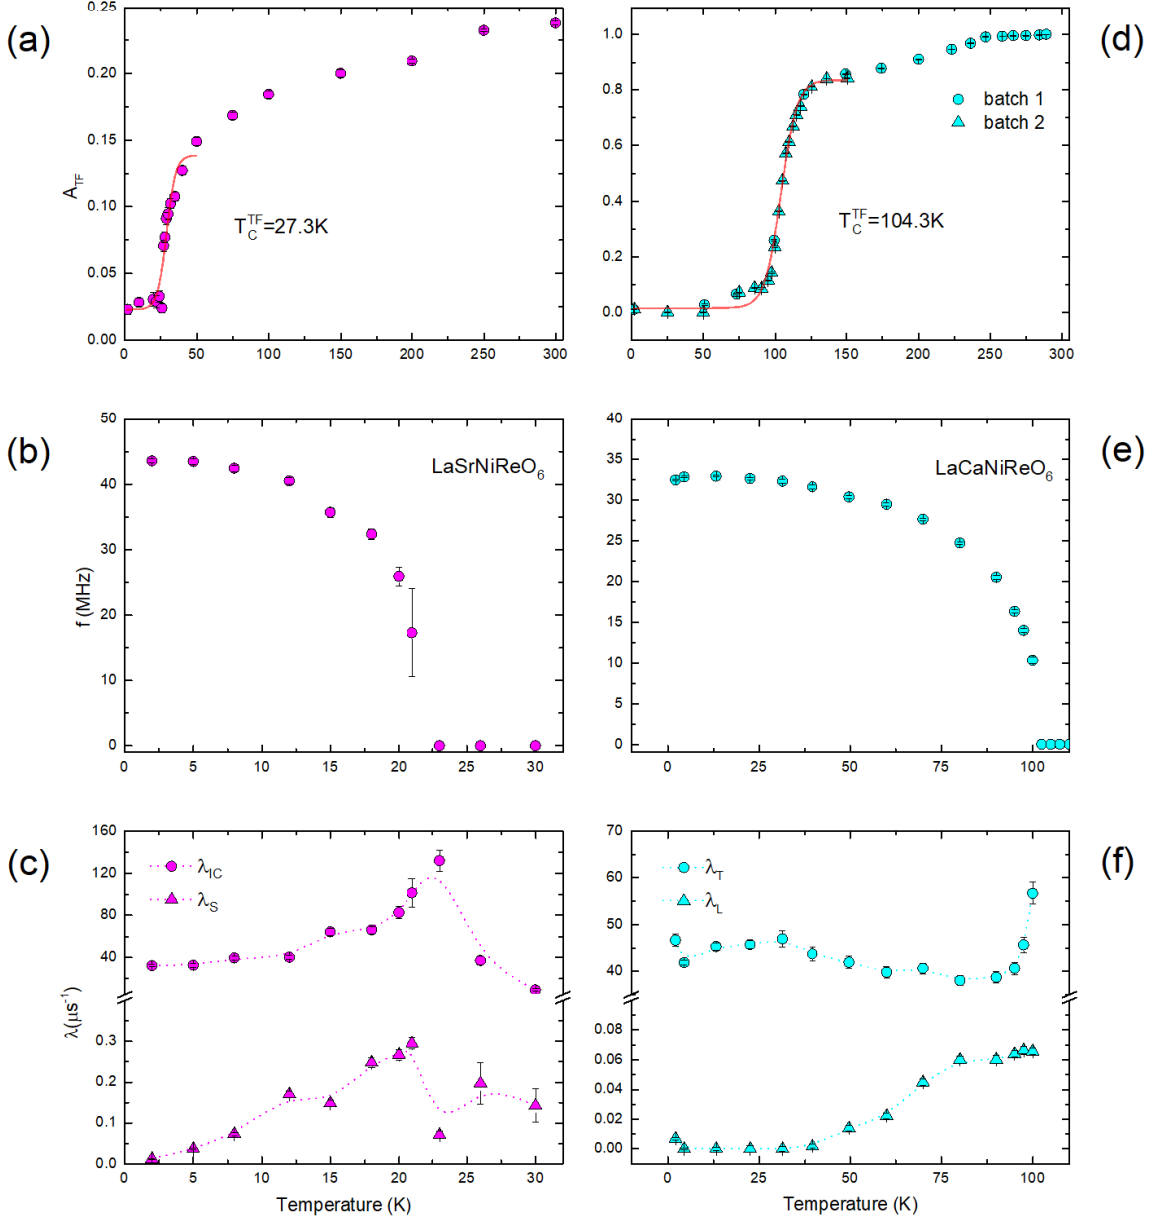 (a)
0.25
0.20
0.15
0.10
0.05
0.00
A_TF
T_C^TF=27.3K
0 50 100 150 200 250 300
(d)
1.0
0.8
0.6
0.4
0.2
0.0
batch 1
batch 2
T_C^TF=104.3K
0 50 100 150 200 250 300
(b)
50
40
30
20
10
0
f (MHz)
LaSrNiReO₆
0 5 10 15 20 25 30
(e)
40
35
30
25
20
15
10
5
0
LaCaNiReO₆
0 25 50 75 100
(c)
160
120
80
40
0.3
0.2
0.1
0.0
λ(μs⁻¹)
λ_IC
λ_S
0 5 10 15 20 25 30
Temperature (K)
(f)
70
60
50
40
0.08
0.06
0.04
0.02
0.00
λ_T
λ_L
0 25 50 75 100
Temperature (K)